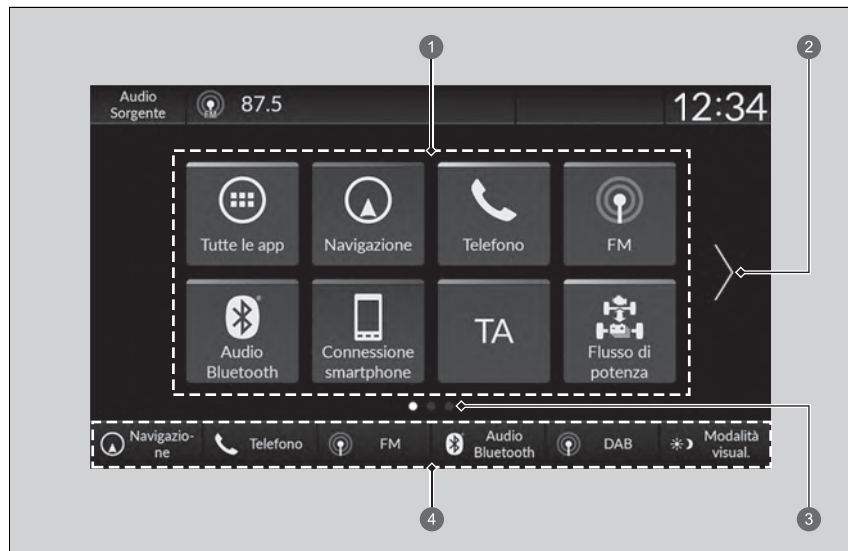 1
2
Audio
Sorgente
FM
87.5
12:34
Tutte le app
Navigazione
Telefono
FM
Audio
Bluetooth
Connessione
smartphone
TA
Flusso di
potenza
Navigazio-
ne
Telefono
FM
Audio
Bluetooth
DAB
Modalità
visual.
4
3